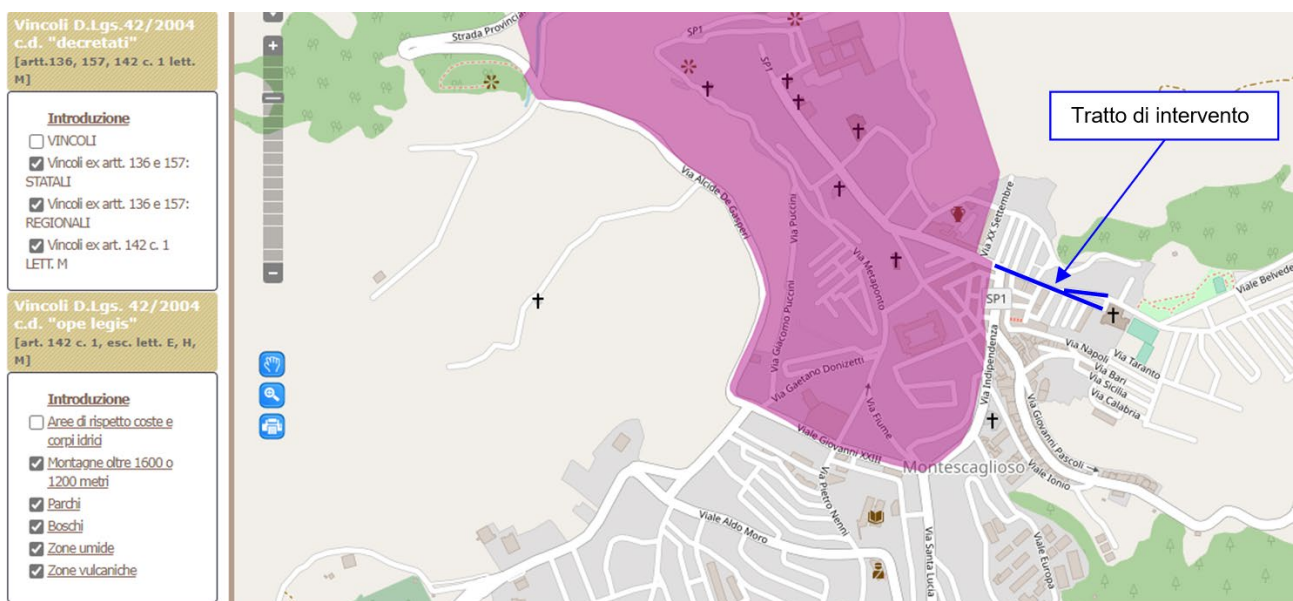 Vincoli D.Lgs.42/2004
c.d. "decretati"
[artt.136, 157, 142 c. 1 lett.
M]
Introduzione
VINCOLI
Vincoli ex artt. 136 e 157:
STATALI
Vincoli ex artt. 136 e 157:
REGIONALI
Vincoli ex art. 142 c. 1
LETT. M
Vincoli D.Lgs. 42/2004
c.d. "ope legis"
[art. 142 c. 1, esc. lett. E, H,
M]
Introduzione
Aree di rispetto coste e
corpi idrici
Montagne oltre 1600 o
1200 metri
Parchi
Boschi
Zone umide
Zone vulcaniche
Strada Provincia
SP1
SP1
Tratto di intervento
Via Alcide De Gasperi
Via Puccini
Via XX Settembre
Via Metaponto
Viale Belvede
SP1
Via Giacomo Puccini
Via Indipendenza
Via Napoli
Via Taranto
Via Bari
Via Sicilia
Via Calabria
Via Gaetano Donizetti
Via Fiume
Via Giovanni Pascoli
Viale Giovanni XXIII
Montescaglioso
Viale Ionio
Via Pietro Nenni
Viale Aldo Moro
Via Santa Lucia
Viale Europa